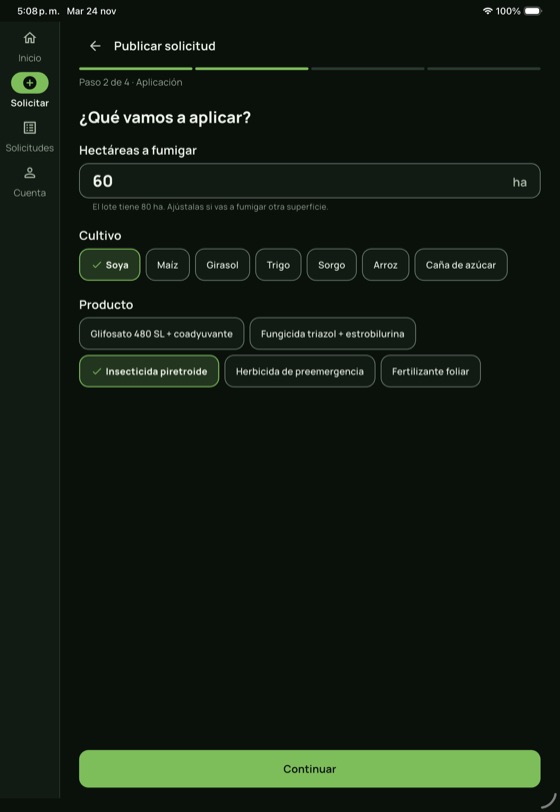 5:08 p. m. Mar 24 nov
100%
Inicio
Solicitar
Solicitudes
Cuenta
Publicar solicitud
Paso 2 de 4 · Aplicación
¿Qué vamos a aplicar?
Hectáreas a fumigar
60 ha
El lote tiene 80 ha. Ajústalas si vas a fumigar otra superficie.
Cultivo
Soya Maíz Girasol Trigo Sorgo Arroz Caña de azúcar
Producto
Glifosato 480 SL + coadyuvante Fungicida triazol + estrobilurina
Insecticida piretroide Herbicida de preemergencia Fertilizante foliar
Continuar